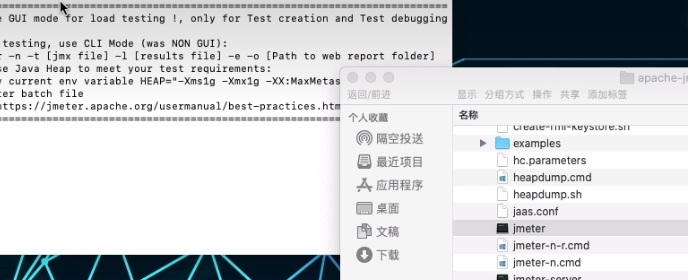 e GUI mode for load testing !, only for Test creation and Test debugging
testing, use CLI Mode (was NON GUI):
r -n -t [jmx file] -l [results file] -e -o [Path to web report folder]
se Java Heap to meet your test requirements:
y current env variable HEAP="-Xms1g -Xmx1g -XX:MaxMetas
ter batch file
https://jmeter.apache.org/usermanual/best-practices.htm
apache-jm
返回/前进
显示 分组方式 操作 共享 添加标签
个人收藏
隔空投送
最近项目
应用程序
桌面
文稿
下载
名称
create-rmi-keystore.sh
examples
hc.parameters
heapdump.cmd
heapdump.sh
jaas.conf
jmeter
jmeter-n-r.cmd
jmeter-n.cmd
jmeter-server